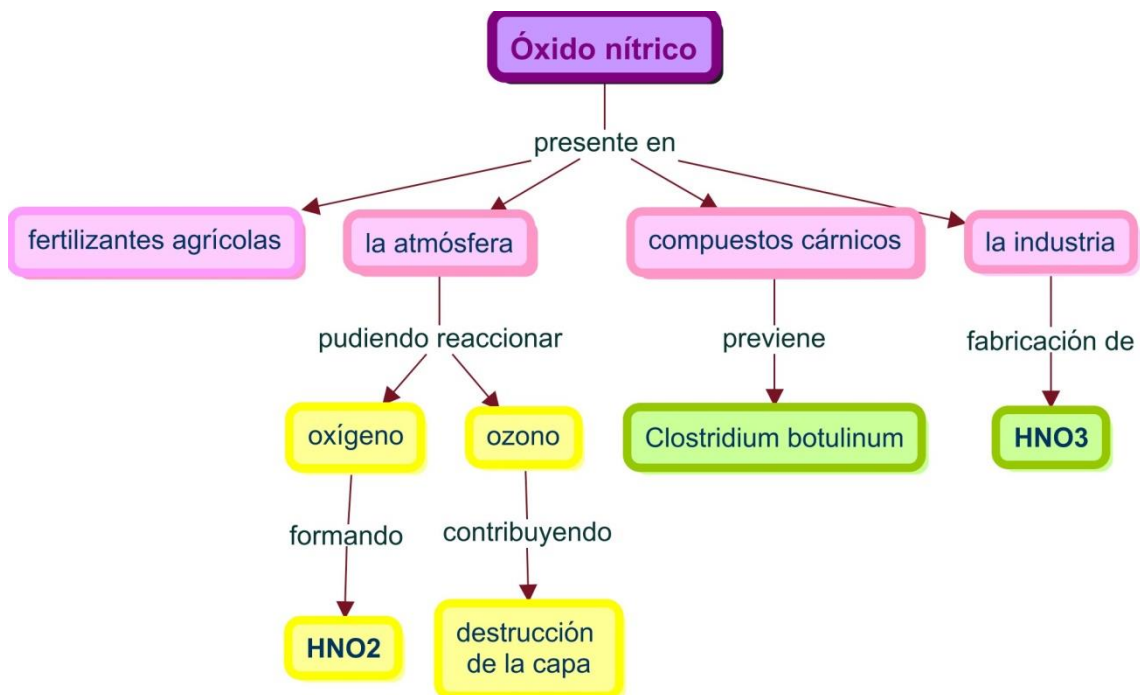 Óxido nítrico
presente en
fertilizantes agrícolas
la atmósfera
compuestos cárnicos
la industria
pudiendo reaccionar
previene
fabricación de
oxígeno
ozono
Clostridium botulinum
HNO3
formando
contribuyendo
HNO2
destrucción
de la capa